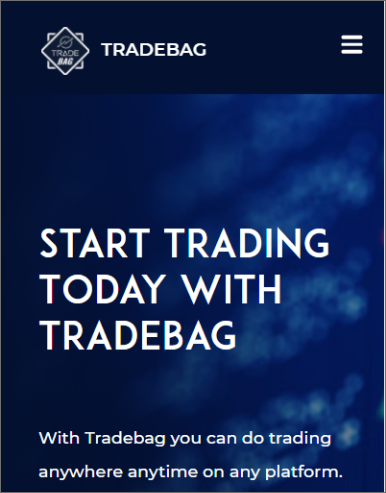 TRADE
BAG
TRADEBAG
START TRADING
TODAY WITH
TRADEBAG
With Tradebag you can do trading
anywhere anytime on any platform.